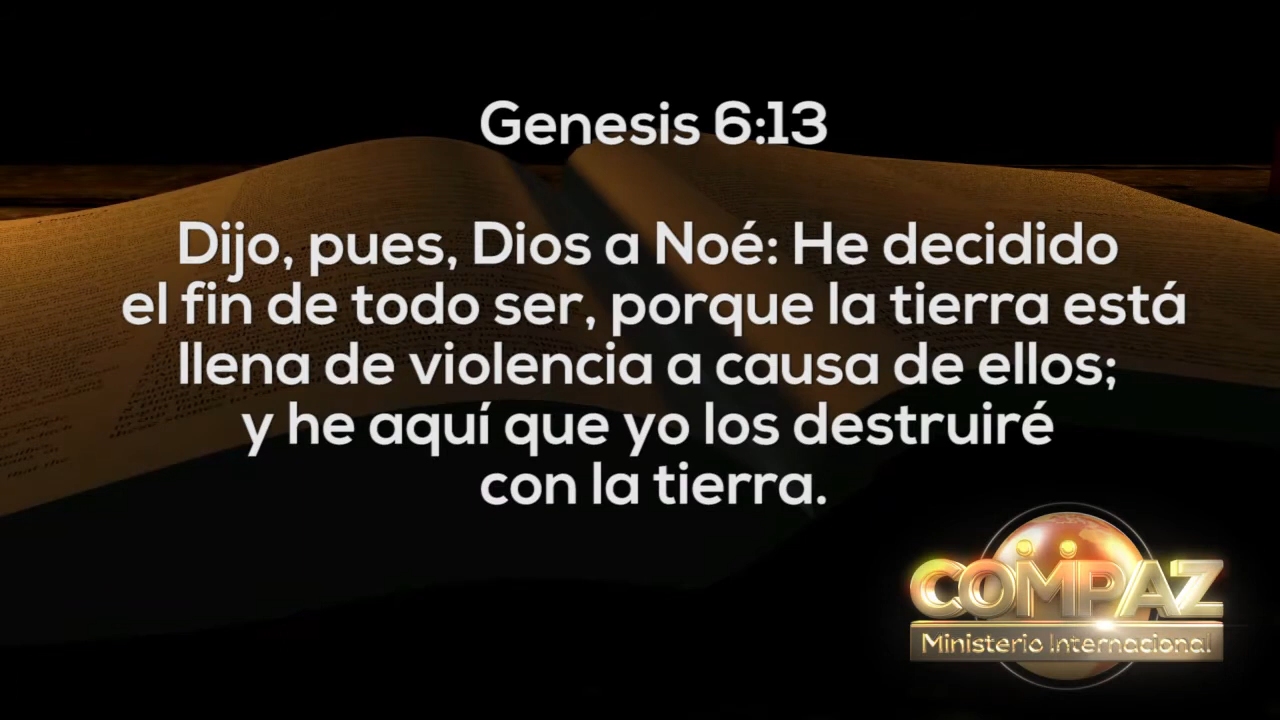 Genesis 6:13
Dijo, pues, Dios a Noé: He decidido
el fin de todo ser, porque la tierra está
llena de violencia a causa de ellos;
y he aquí que yo los destruiré
con la tierra.
COMPAZ
Ministerio Internacional